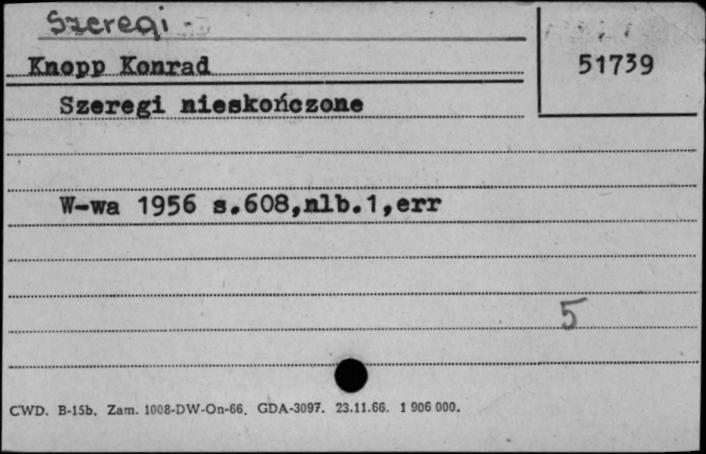 Szeregi -
Knopp Konrad
51739
Szeregi nieskończone
W-wa 1956 s.608,nlb.1,err
5
CWD. B-15b. Zam. 1008-DW-On-66. GDA-3097. 23.11.66. 1 906 000.